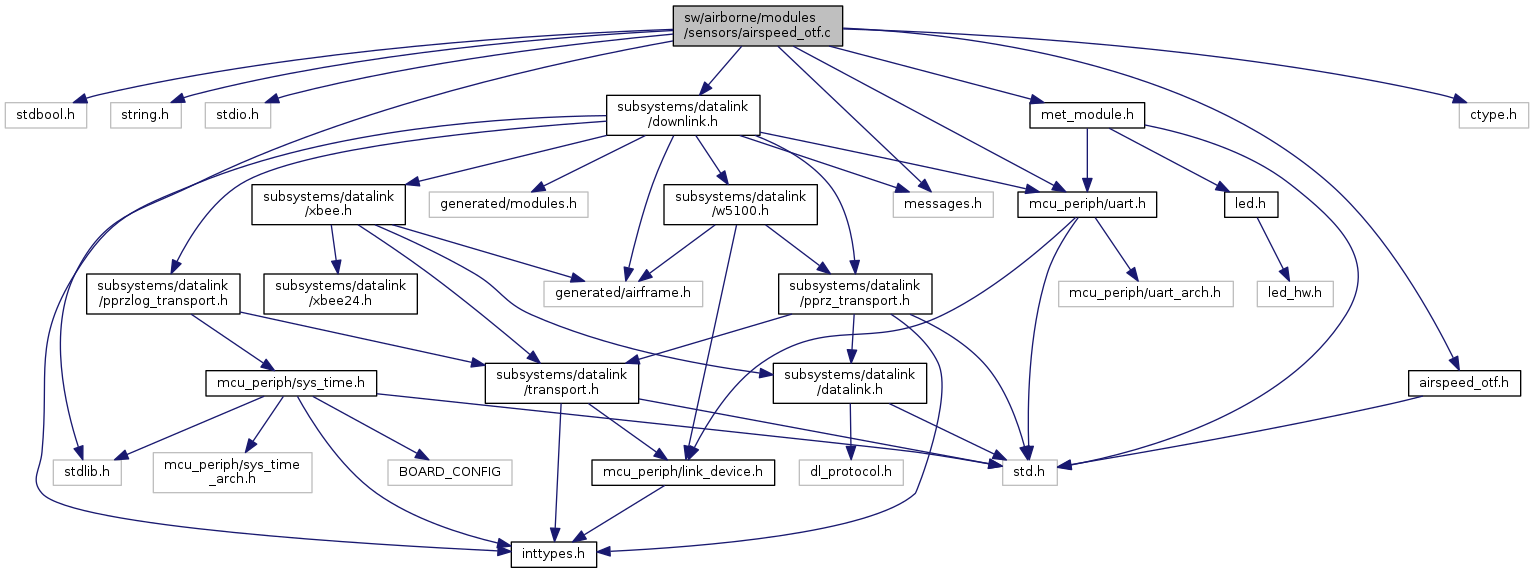 sw/airborne/modules
/sensors/airspeed_otf.c
stdbool.h
string.h
stdio.h
subsystems/datalink
/downlink.h
met_module.h
ctype.h
subsystems/datalink
/xbee.h
generated/modules.h
subsystems/datalink
/w5100.h
messages.h
mcu_periph/uart.h
led.h
subsystems/datalink
/pprzlog_transport.h
subsystems/datalink
/xbee24.h
generated/airframe.h
subsystems/datalink
/pprz_transport.h
mcu_periph/uart_arch.h
led_hw.h
mcu_periph/sys_time.h
subsystems/datalink
/transport.h
subsystems/datalink
/datalink.h
airspeed_otf.h
stdlib.h
mcu_periph/sys_time
_arch.h
BOARD_CONFIG
mcu_periph/link_device.h
dl_protocol.h
std.h
inttypes.h